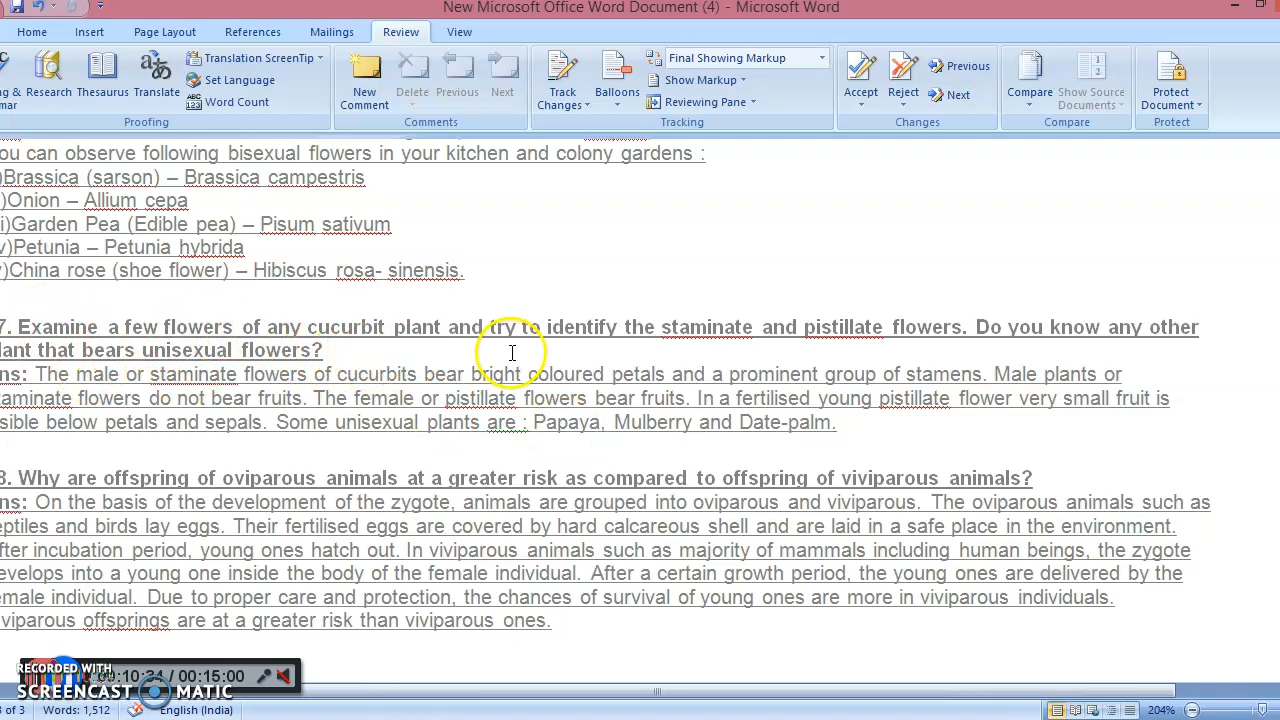 New Microsoft Office Word Document (4) - Microsoft Word
Home Insert Page Layout References Mailings Review View
Research Thesaurus Translate
Translation ScreenTip
Set Language
Word Count
New Comment Delete Previous Next
Track Changes Balloons
Final Showing Markup
Show Markup
Reviewing Pane
Accept Reject
Previous
Next
Compare Show Source Documents
Protect Document
Proofing Comments Tracking Changes Compare Protect
ou can observe following bisexual flowers in your kitchen and colony gardens :
)Brassica (sarson) – Brassica campestris
)Onion – Allium cepa
i)Garden Pea (Edible pea) – Pisum sativum
v)Petunia – Petunia hybrida
)China rose (shoe flower) – Hibiscus rosa- sinensis.
7. Examine a few flowers of any cucurbit plant and try to identify the staminate and pistillate flowers. Do you know any other
lant that bears unisexual flowers?
ns: The male or staminate flowers of cucurbits bear bright coloured petals and a prominent group of stamens. Male plants or
taminate flowers do not bear fruits. The female or pistillate flowers bear fruits. In a fertilised young pistillate flower very small fruit is
isible below petals and sepals. Some unisexual plants are : Papaya, Mulberry and Date-palm.
8. Why are offspring of oviparous animals at a greater risk as compared to offspring of viviparous animals?
ns: On the basis of the development of the zygote, animals are grouped into oviparous and viviparous. The oviparous animals such as
eptiles and birds lay eggs. Their fertilised eggs are covered by hard calcareous shell and are laid in a safe place in the environment.
fter incubation period, young ones hatch out. In viviparous animals such as majority of mammals including human beings, the zygote
evelops into a young one inside the body of the female individual. After a certain growth period, the young ones are delivered by the
emale individual. Due to proper care and protection, the chances of survival of young ones are more in viviparous individuals.
viparous offsprings are at a greater risk than viviparous ones.
RECORDED WITH
SCREENCAST MATIC
00:10:34 / 00:15:00
of 3 Words: 1,512 English (India) 204%